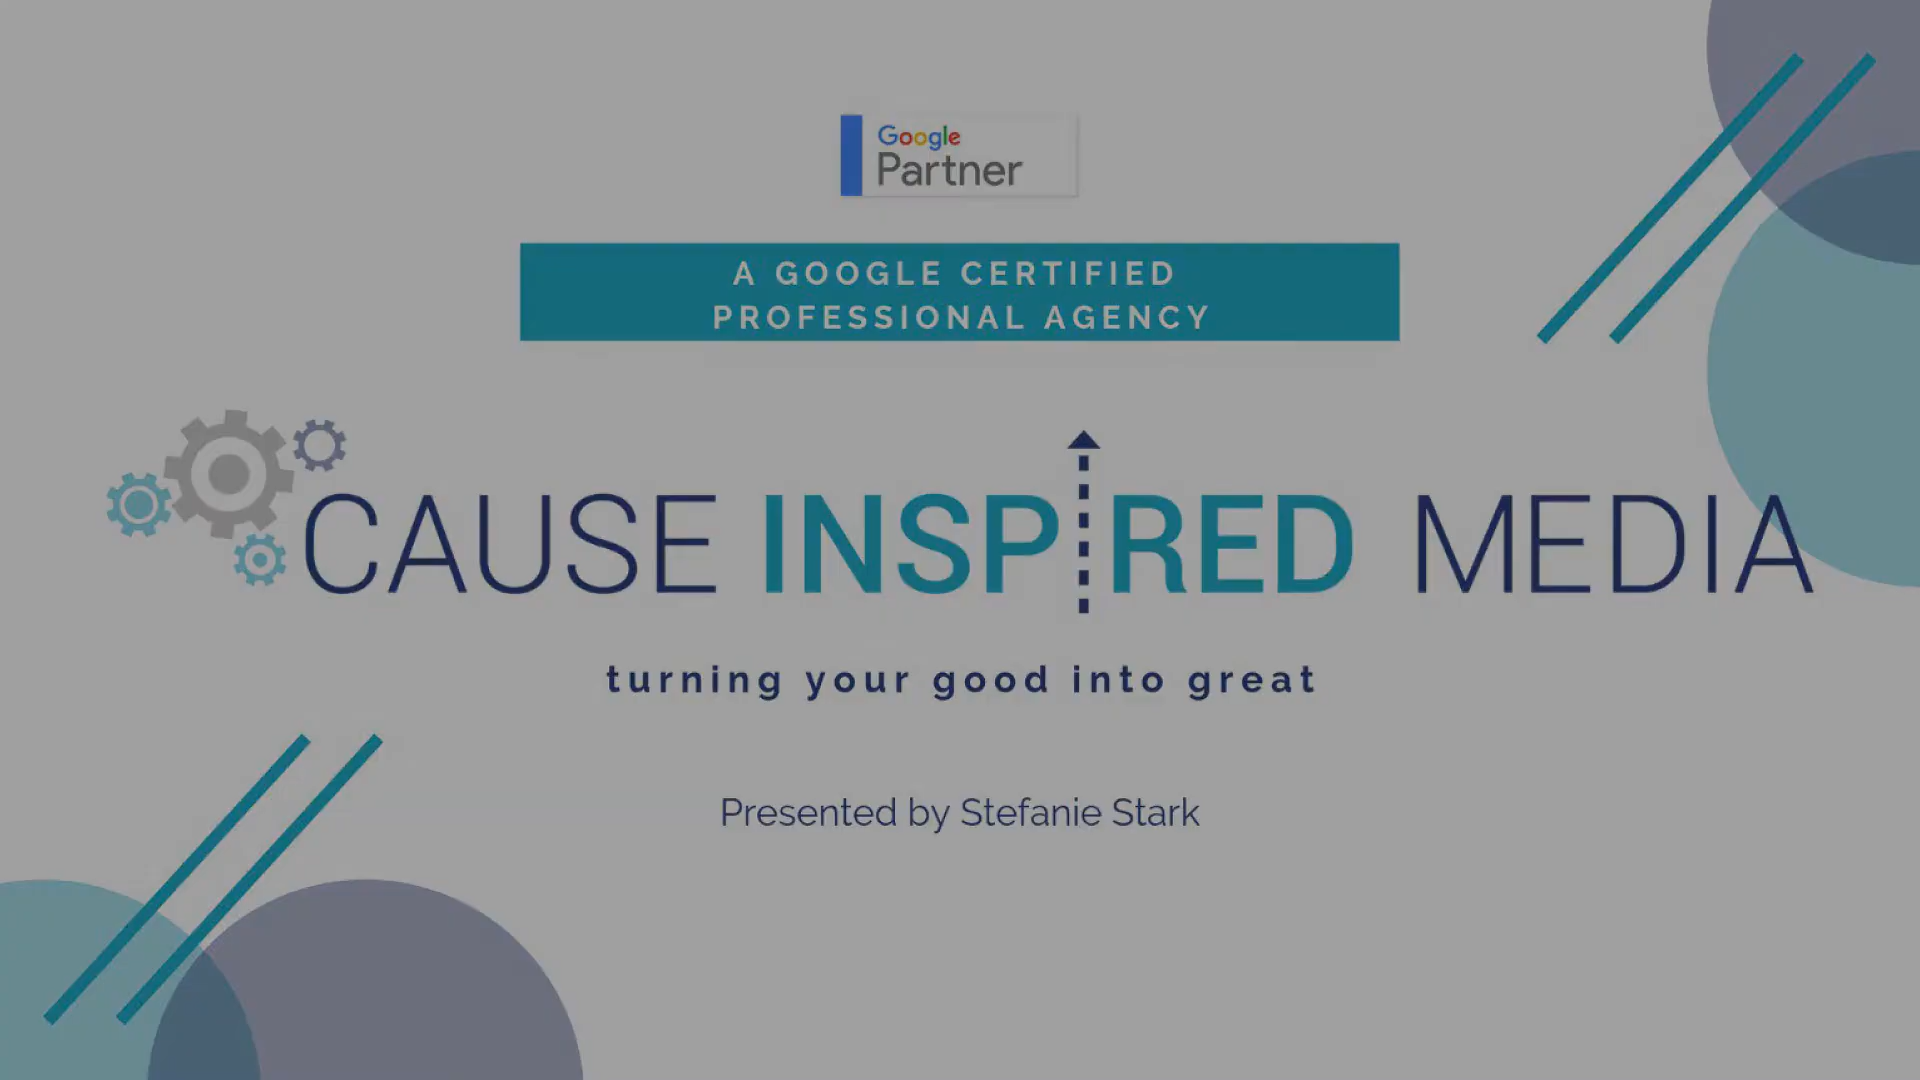 Google
Partner
A GOOGLE CERTIFIED
PROFESSIONAL AGENCY
CAUSE INSPIRED MEDIA
turning your good into great
Presented by Stefanie Stark